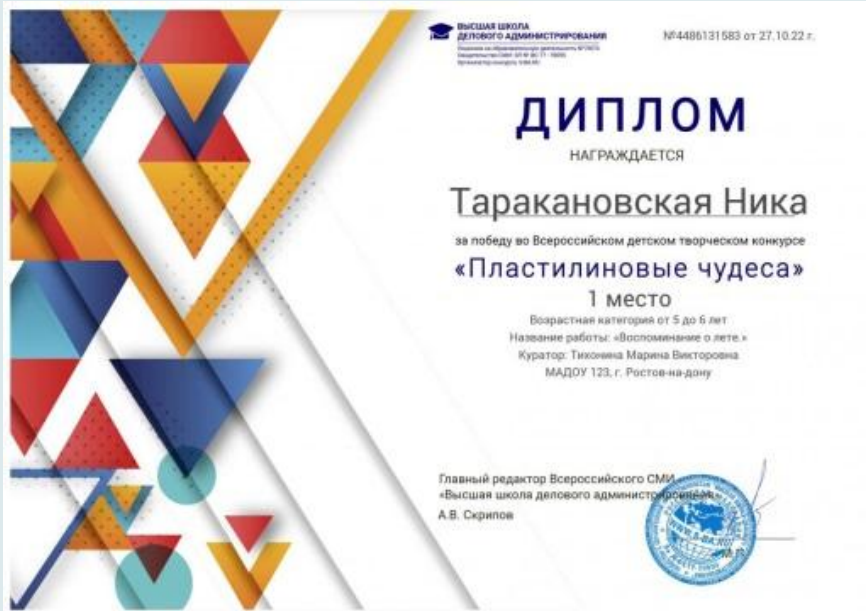 ВЫСШАЯ ШКОЛА
ДЕЛОВОГО АДМИНИСТРИРОВАНИЯ
№4486131583 от 27.10.22 г.
ДИПЛОМ
НАГРАЖДАЕТСЯ
Таракановская Ника
за победу во Всероссийском детском творческом конкурсе
«Пластилиновые чудеса»
1 место
Возрастная категория от 5 до 6 лет
Название работы: «Воспоминание о лете.»
Куратор: Тихонина Марина Викторовна
МАДОУ 123, г. Ростов-на-дону
Главный редактор Всероссийского СМИ
«Высшая школа делового администрирования»
А.В. Скрипов
М.П.